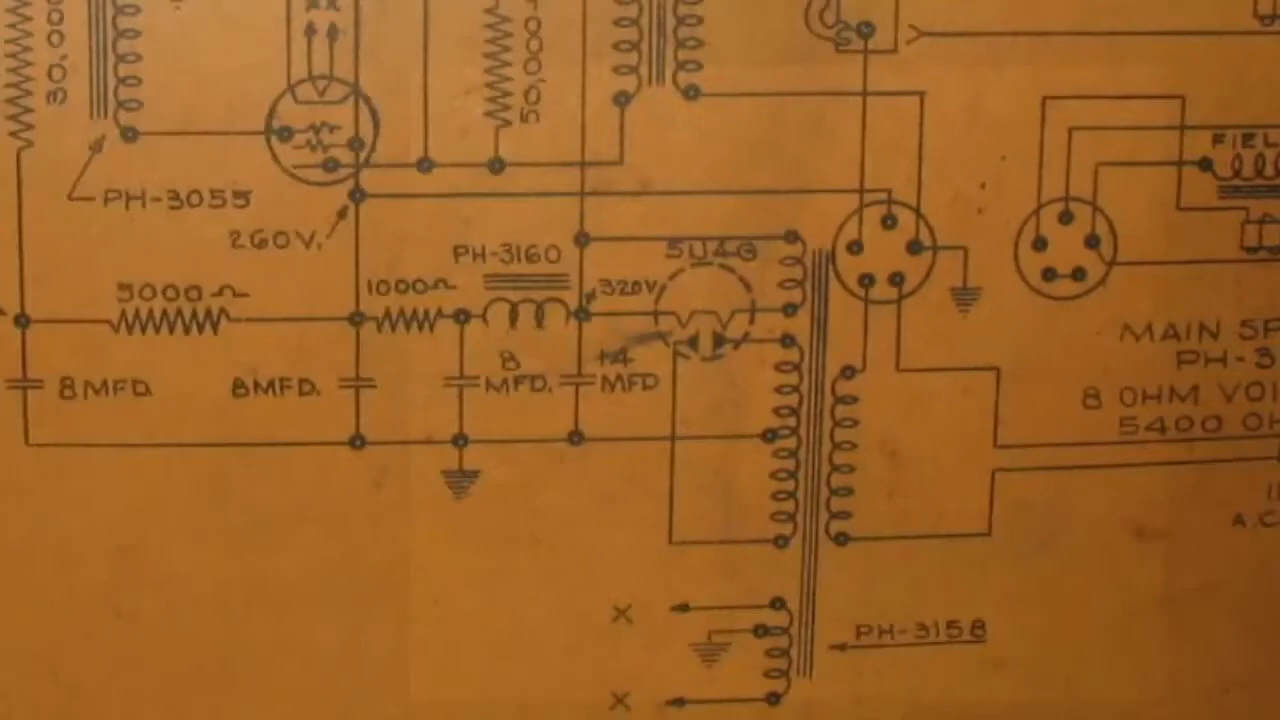 30,000
50,000
PH-3055
260V.
PH-3160
5U4G
5000Ω
1000Ω
320V.
8MFD.
8MFD.
8
MFD.
4
MFD
FIEL
MAIN SP
PH-3
8 OHM VOI
5400 OH
A.C
X
PH-3158
X